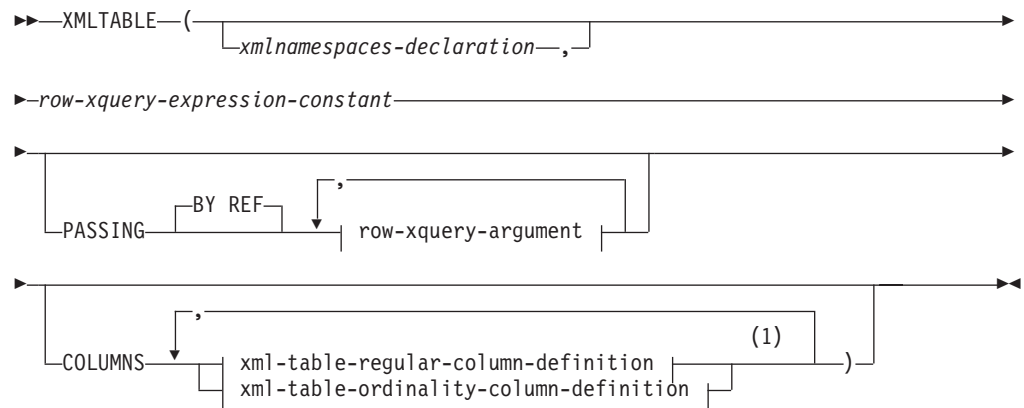 XMLTABLE (
xmlnamespaces-declaration ,
row-xquery-expression-constant
,
BY REF
PASSING row-xquery-argument
,
(1)
COLUMNS xml-table-regular-column-definition )
xml-table-ordinality-column-definition